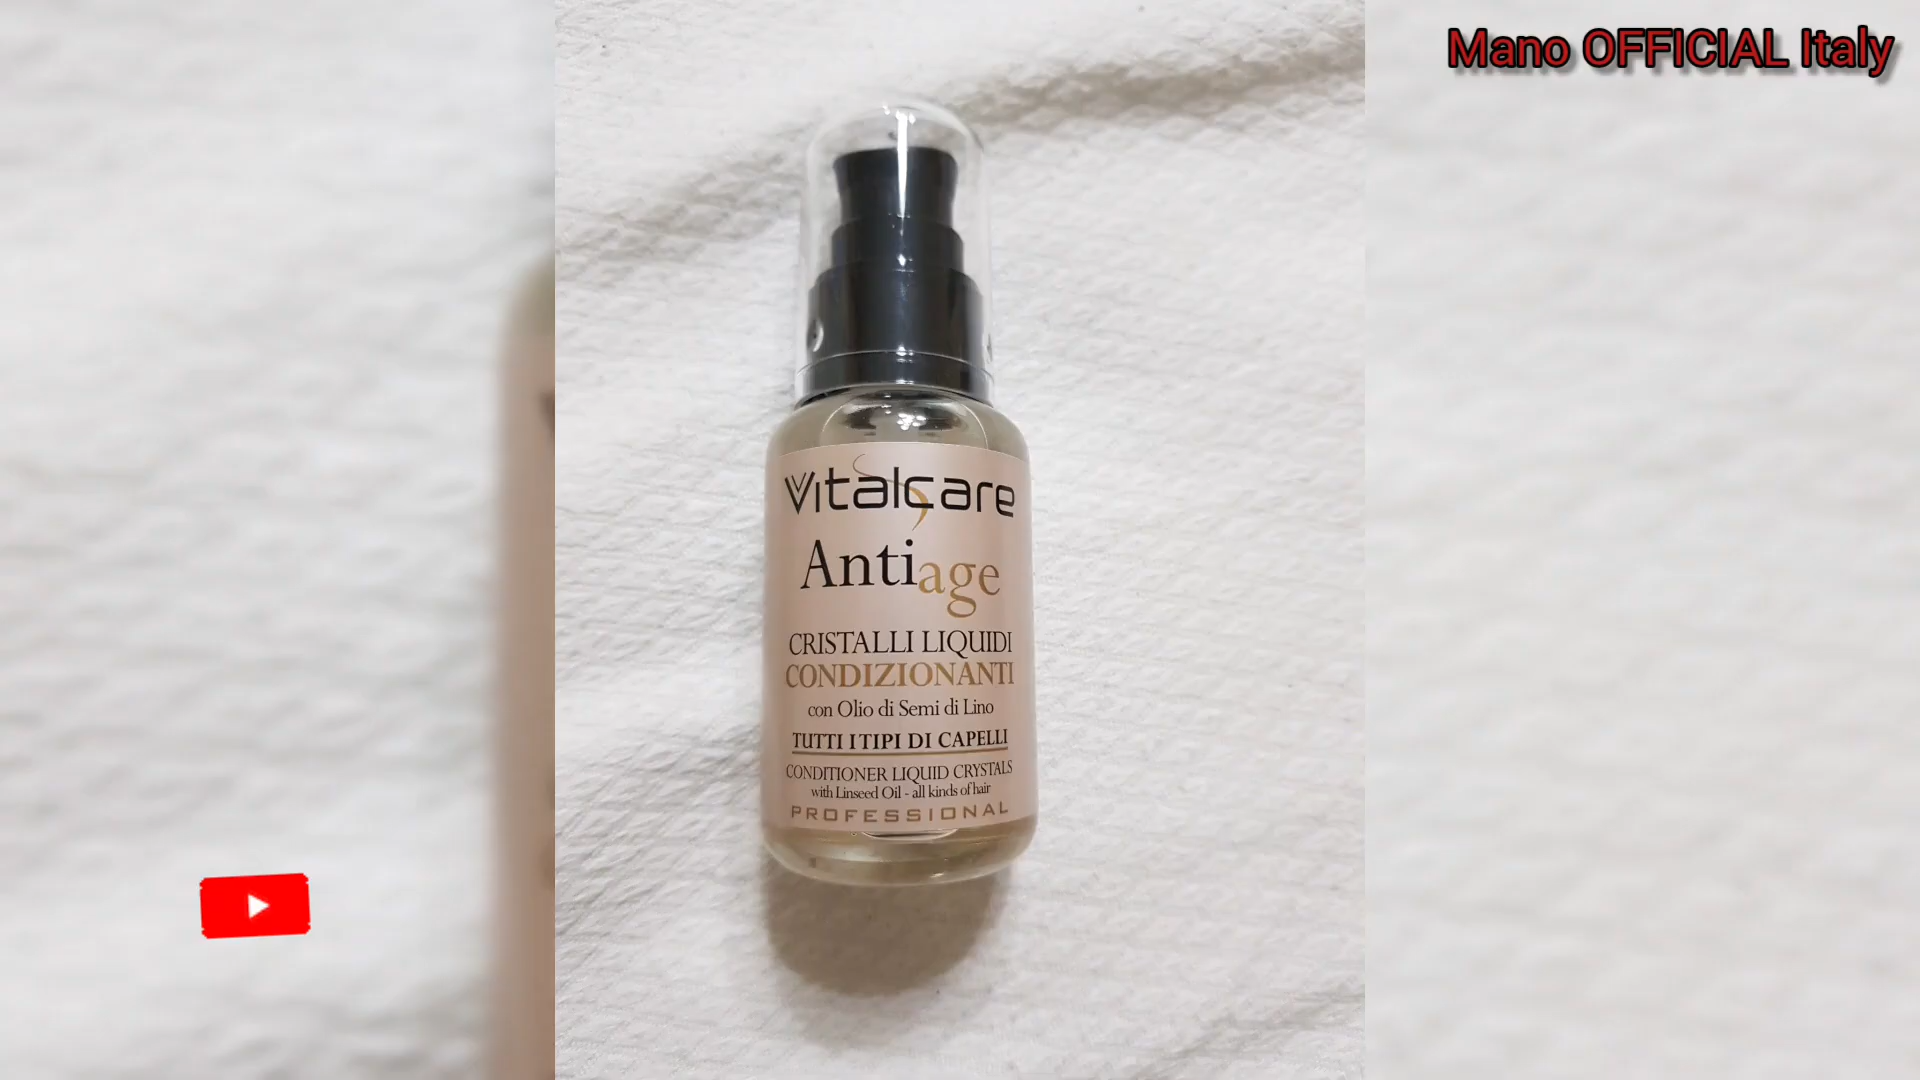 Mano OFFICIAL Italy
Vitalcare
Antiage
CRISTALLI LIQUIDI
CONDIZIONANTI
con Olio di Semi di Lino
TUTTI I TIPI DI CAPELLI
CONDITIONER LIQUID CRYSTALS
with Linseed Oil - all kinds of hair
PROFESSIONAL